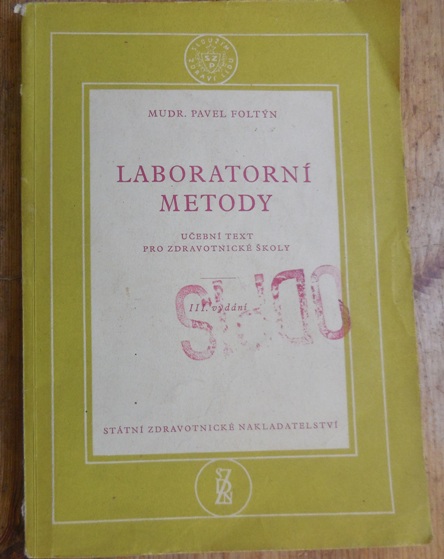 MUDR. PAVEL FOLTÝN
LABORATORNÍ
METODY
UČEBNÍ TEXT
PRO ZDRAVOTNICKÉ ŠKOLY
III. vydání
STÁTNÍ ZDRAVOTNICKÉ NAKLADATELSTVÍ